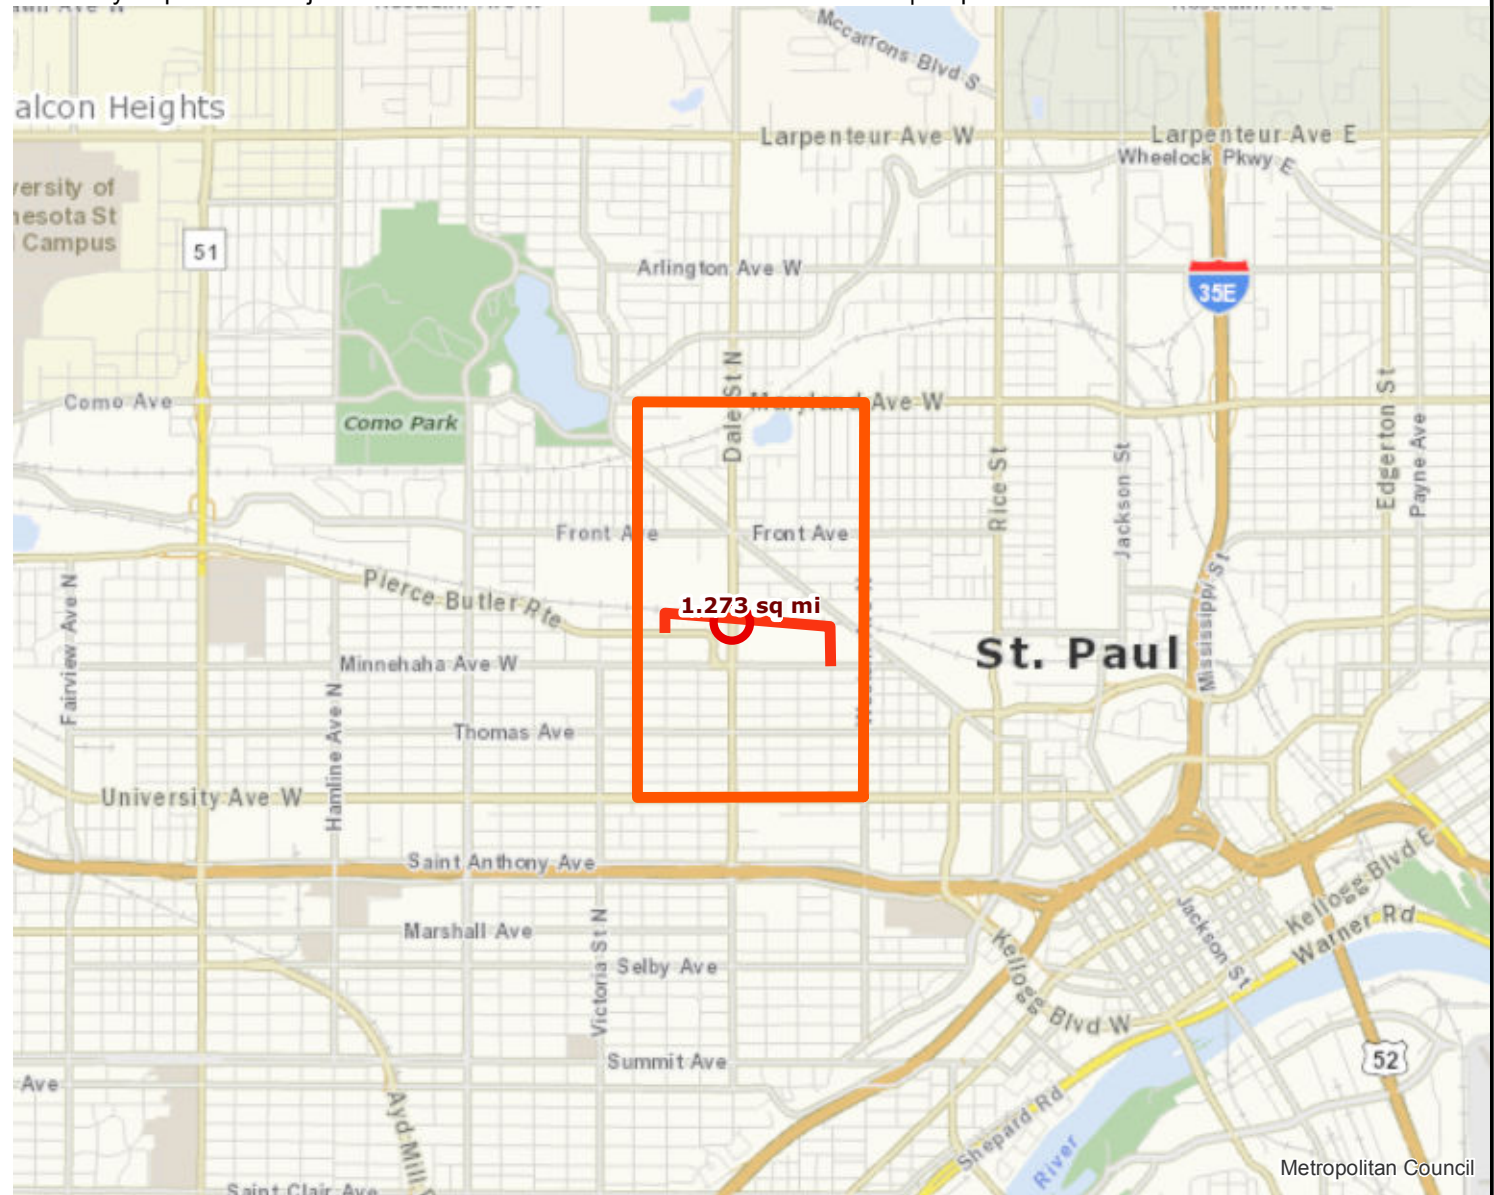 Mccarrons Blvd S
alcon Heights
Larpenteur Ave W
Larpenteur Ave E
Wheelock Pkwy E
versity of
nesota St
Campus
51
Arlington Ave W
35E
Dale St N
Como Ave
Maryland Ave W
Como Park
Edgerton St
Payne Ave
Rice St
Jackson St
Front Ave
Front Ave
Pierce Butler Rte
Mississippi St
Fairview Ave N
1.273 sq mi
St. Paul
Minnehaha Ave W
Hamline Ave N
Thomas Ave
University Ave W
Saint Anthony Ave
Kellogg Blvd E
Marshall Ave
Victoria St N
Selby Ave
Jackson St
Warner Rd
Kellogg Blvd W
Summit Ave
52
Ave
Ayd Mill
Shepard Rd
River
Metropolitan Council
Saint Clair Ave